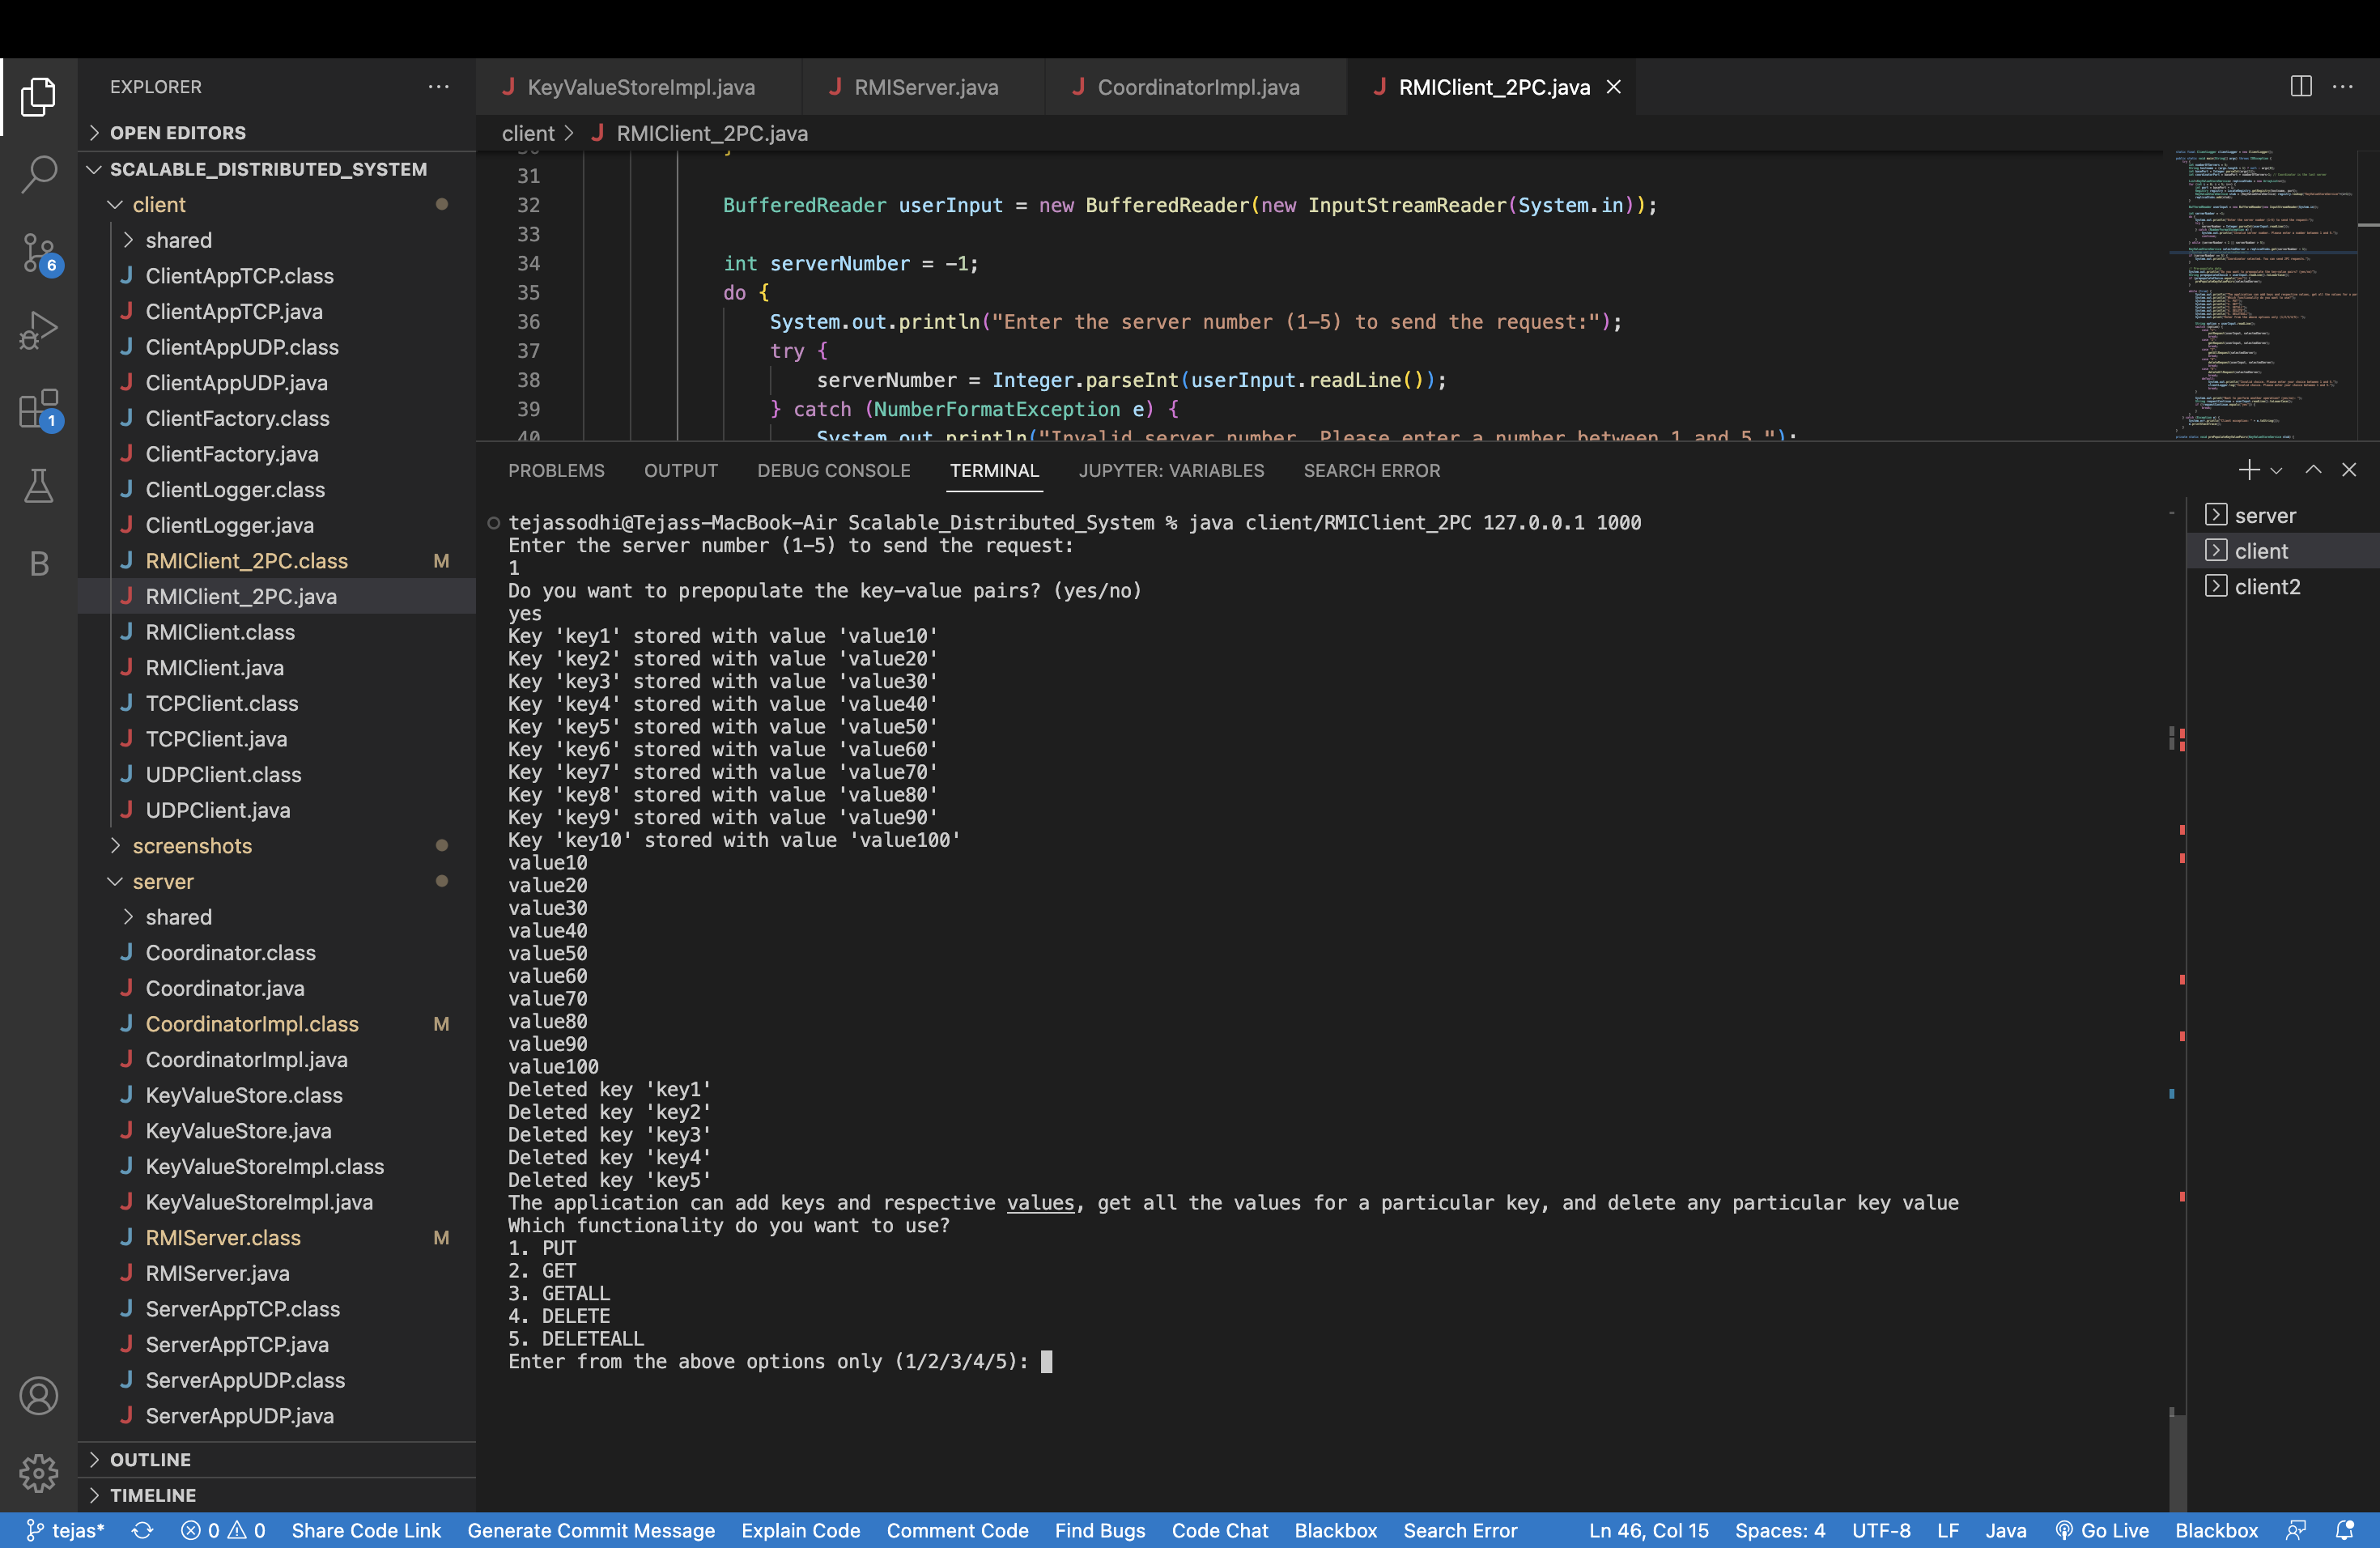 EXPLORER
OPEN EDITORS
SCALABLE_DISTRIBUTED_SYSTEM
client
shared
ClientAppTCP.class
ClientAppTCP.java
ClientAppUDP.class
ClientAppUDP.java
ClientFactory.class
ClientFactory.java
ClientLogger.class
ClientLogger.java
RMIClient_2PC.class M
RMIClient_2PC.java
RMIClient.class
RMIClient.java
TCPClient.class
TCPClient.java
UDPClient.class
UDPClient.java
screenshots
server
shared
Coordinator.class
Coordinator.java
CoordinatorImpl.class M
CoordinatorImpl.java
KeyValueStore.class
KeyValueStore.java
KeyValueStoreImpl.class
KeyValueStoreImpl.java
RMIServer.class M
RMIServer.java
ServerAppTCP.class
ServerAppTCP.java
ServerAppUDP.class
ServerAppUDP.java
OUTLINE
TIMELINE
6
1
B
KeyValueStoreImpl.java RMIServer.java CoordinatorImpl.java RMIClient_2PC.java
client > RMIClient_2PC.java
30 }
31
32 BufferedReader userInput = new BufferedReader(new InputStreamReader(System.in));
33
34 int serverNumber = -1;
35 do {
36 System.out.println("Enter the server number (1-5) to send the request:");
37 try {
38 serverNumber = Integer.parseInt(userInput.readLine());
39 } catch (NumberFormatException e) {
40 System.out.println("Invalid server number. Please enter a number between 1 and 5.");
PROBLEMS OUTPUT DEBUG CONSOLE TERMINAL JUPYTER: VARIABLES SEARCH ERROR
tejassodhi@Tejass-MacBook-Air Scalable_Distributed_System % java client/RMIClient_2PC 127.0.0.1 1000
Enter the server number (1-5) to send the request:
1
Do you want to prepopulate the key-value pairs? (yes/no)
yes
Key 'key1' stored with value 'value10'
Key 'key2' stored with value 'value20'
Key 'key3' stored with value 'value30'
Key 'key4' stored with value 'value40'
Key 'key5' stored with value 'value50'
Key 'key6' stored with value 'value60'
Key 'key7' stored with value 'value70'
Key 'key8' stored with value 'value80'
Key 'key9' stored with value 'value90'
Key 'key10' stored with value 'value100'
value10
value20
value30
value40
value50
value60
value70
value80
value90
value100
Deleted key 'key1'
Deleted key 'key2'
Deleted key 'key3'
Deleted key 'key4'
Deleted key 'key5'
The application can add keys and respective values, get all the values for a particular key, and delete any particular key value
Which functionality do you want to use?
1. PUT
2. GET
3. GETALL
4. DELETE
5. DELETEALL
Enter from the above options only (1/2/3/4/5):
server
client
client2
tejas* 0 0 Share Code Link Generate Commit Message Explain Code Comment Code Find Bugs Code Chat Blackbox Search Error Ln 46, Col 15 Spaces: 4 UTF-8 LF Java Go Live Blackbox